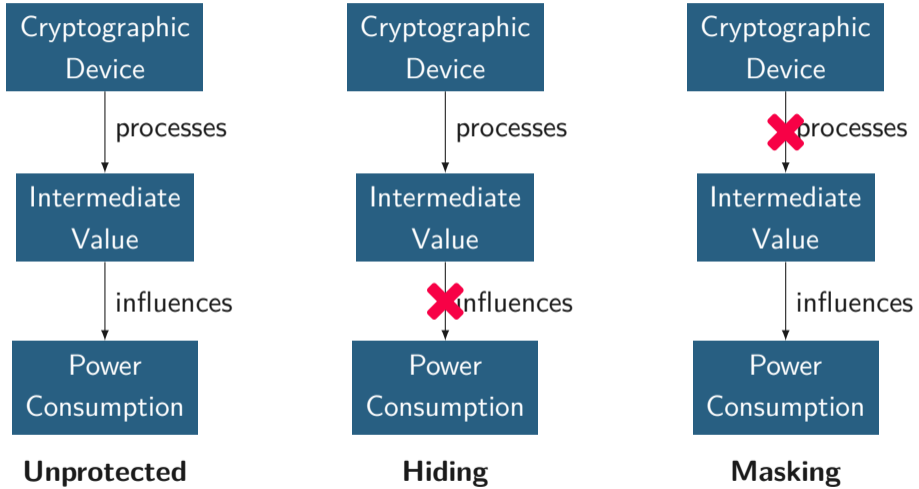 Cryptographic
Device
processes
Intermediate
Value
influences
Power
Consumption
Unprotected
Cryptographic
Device
processes
Intermediate
Value
influences
Power
Consumption
Hiding
Cryptographic
Device
processes
Intermediate
Value
influences
Power
Consumption
Masking